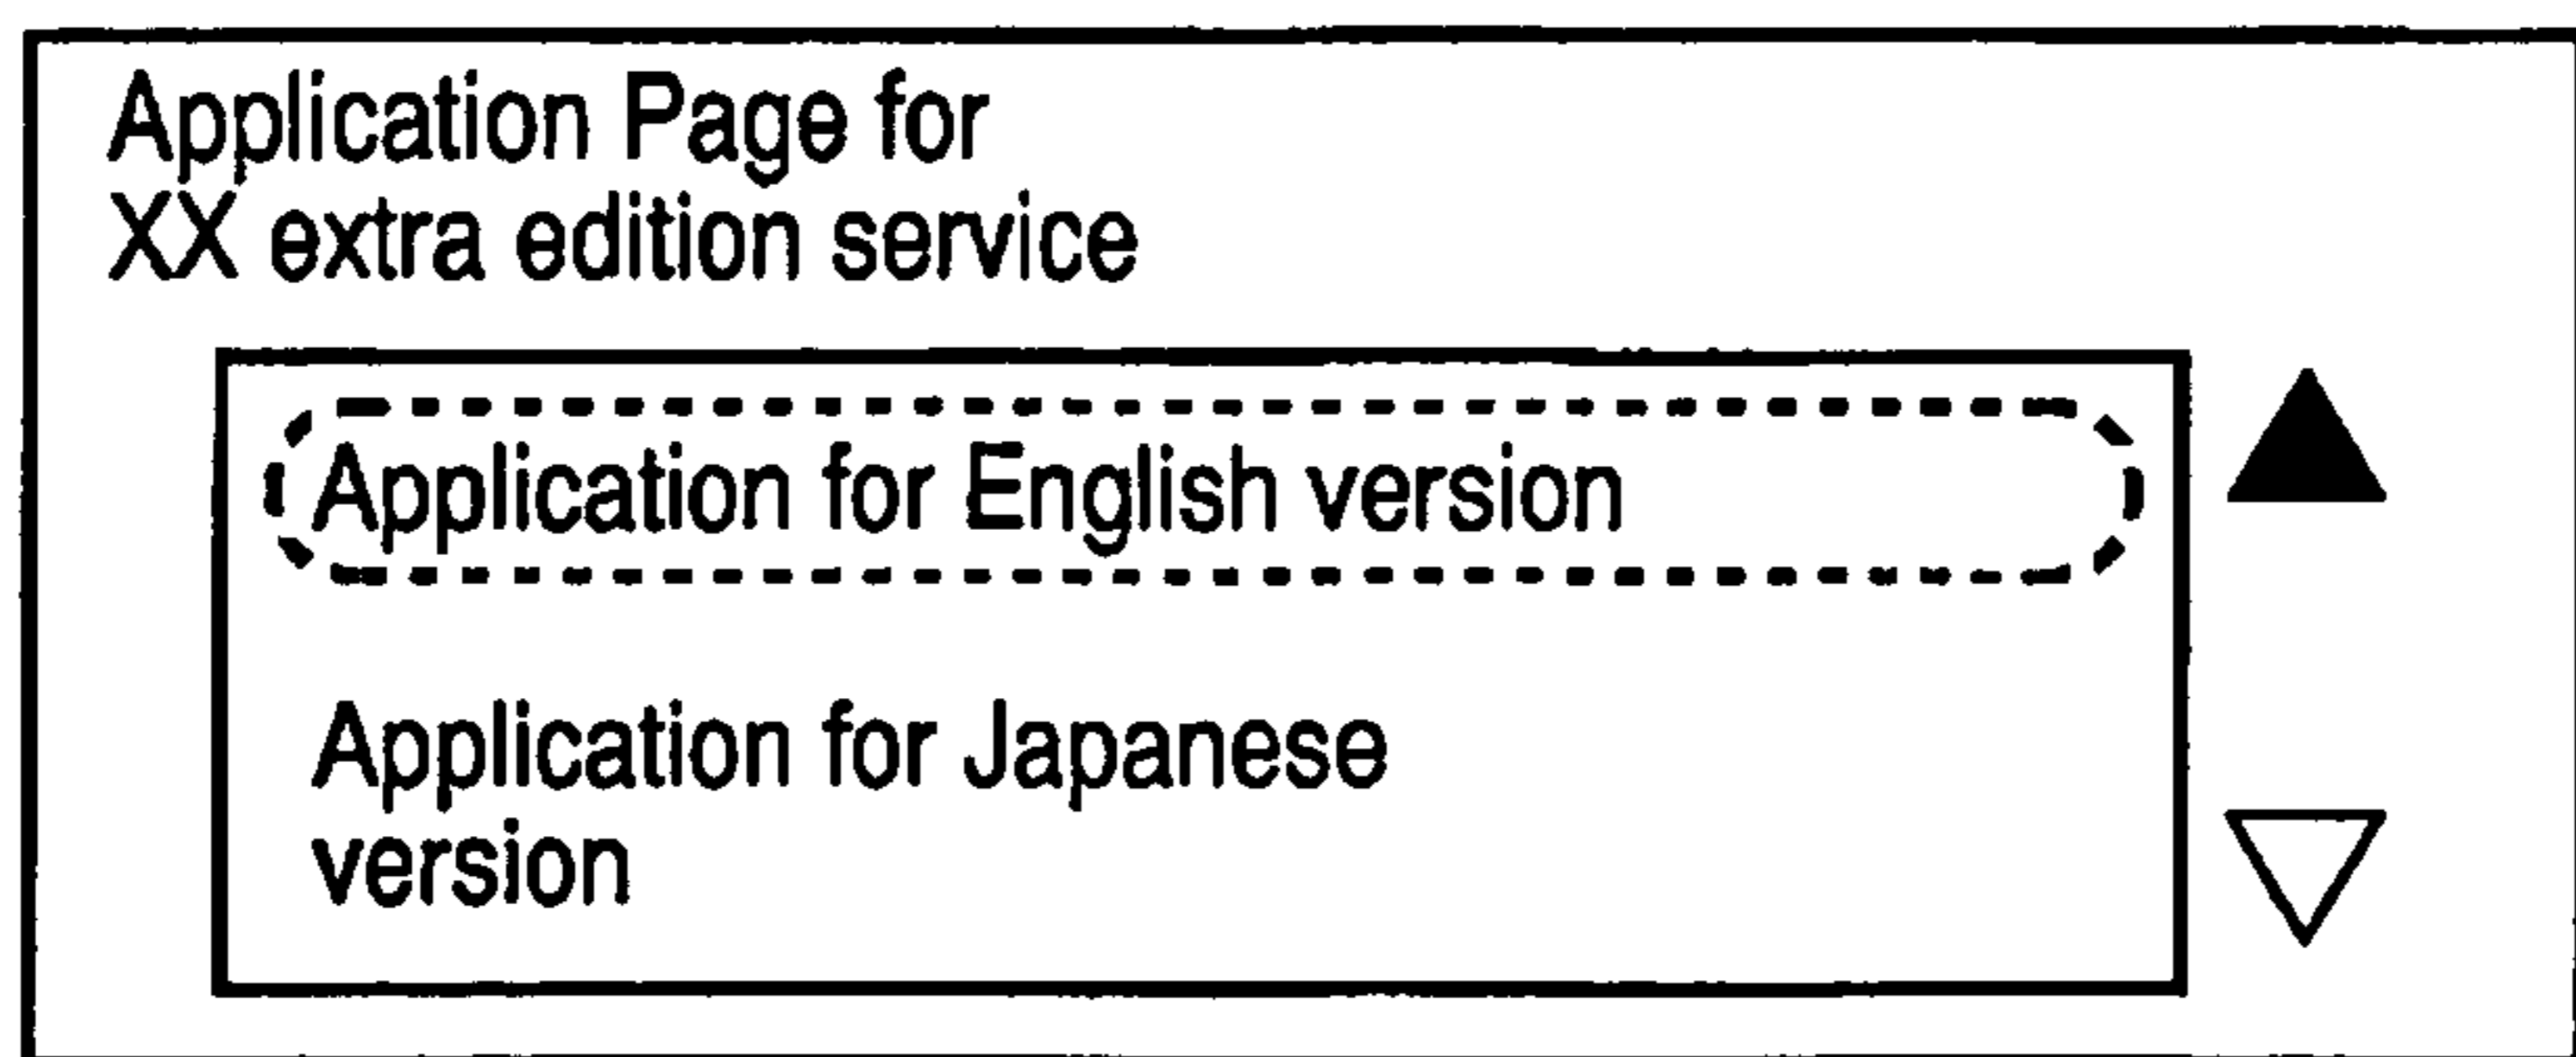 Application Page for
XX extra edition service
Application for English version
Application for Japanese
version